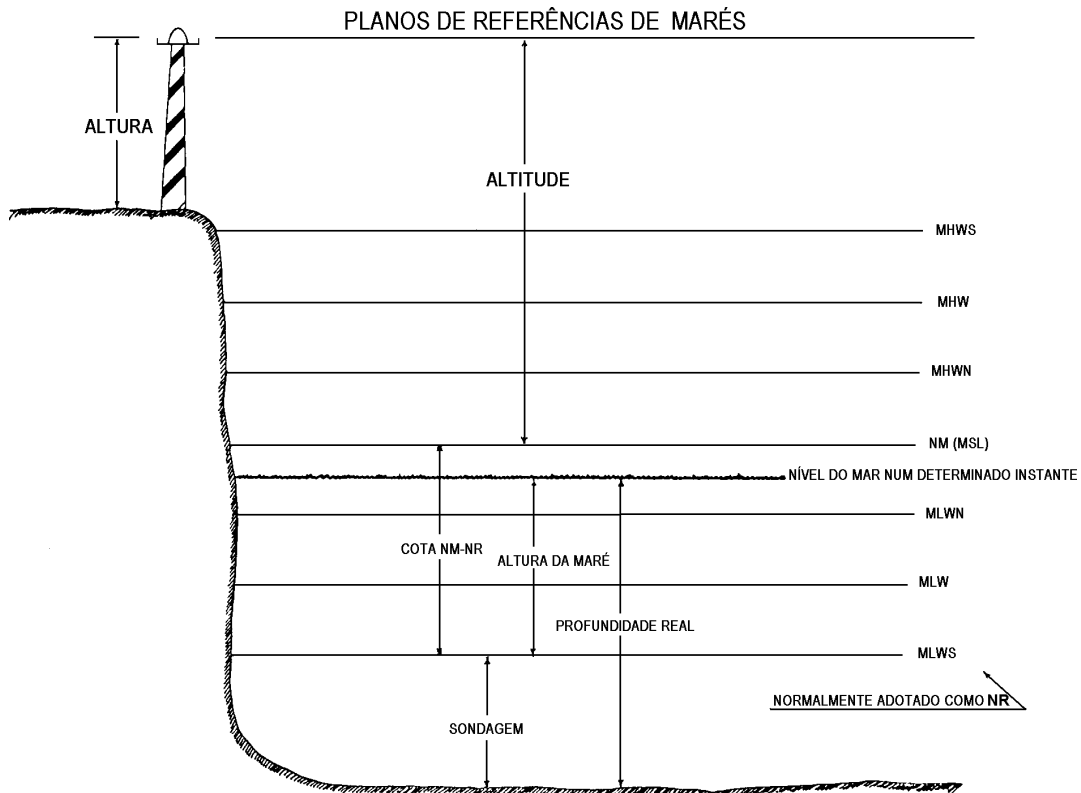 PLANOS DE REFERÊNCIAS DE MARÉS
ALTURA
ALTITUDE
MHWS
MHW
MHWN
NM (MSL)
NÍVEL DO MAR NUM DETERMINADO INSTANTE
MLWN
COTA NM-NR
ALTURA DA MARÉ
MLW
PROFUNDIDADE REAL
MLWS
NORMALMENTE ADOTADO COMO NR
SONDAGEM